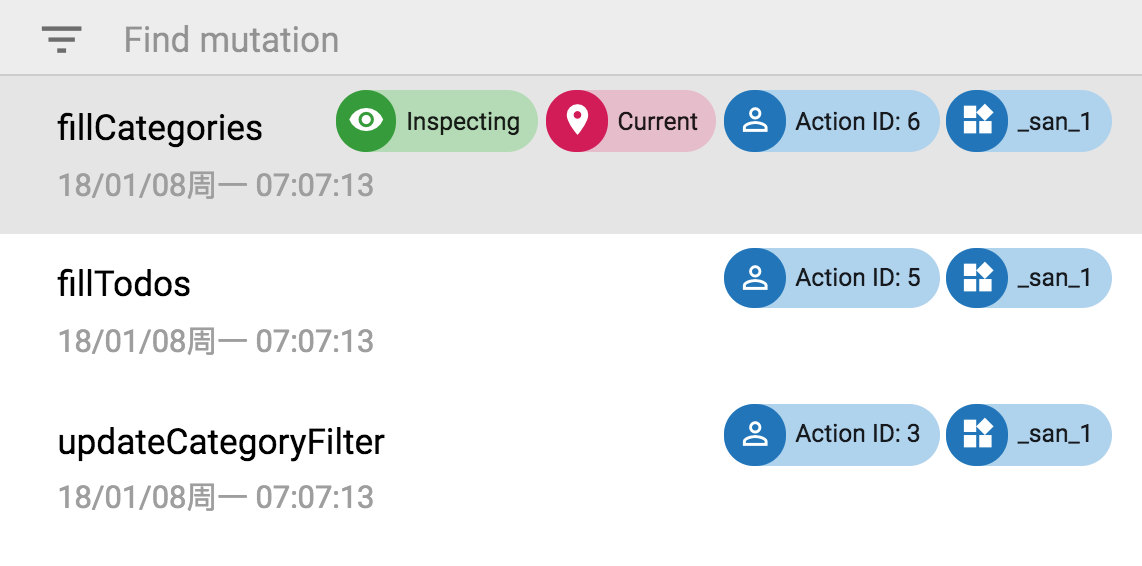 Find mutation
fillCategories Inspecting Current Action ID: 6 _san_1
18/01/08周一 07:07:13
fillTodos Action ID: 5 _san_1
18/01/08周一 07:07:13
updateCategoryFilter Action ID: 3 _san_1
18/01/08周一 07:07:13